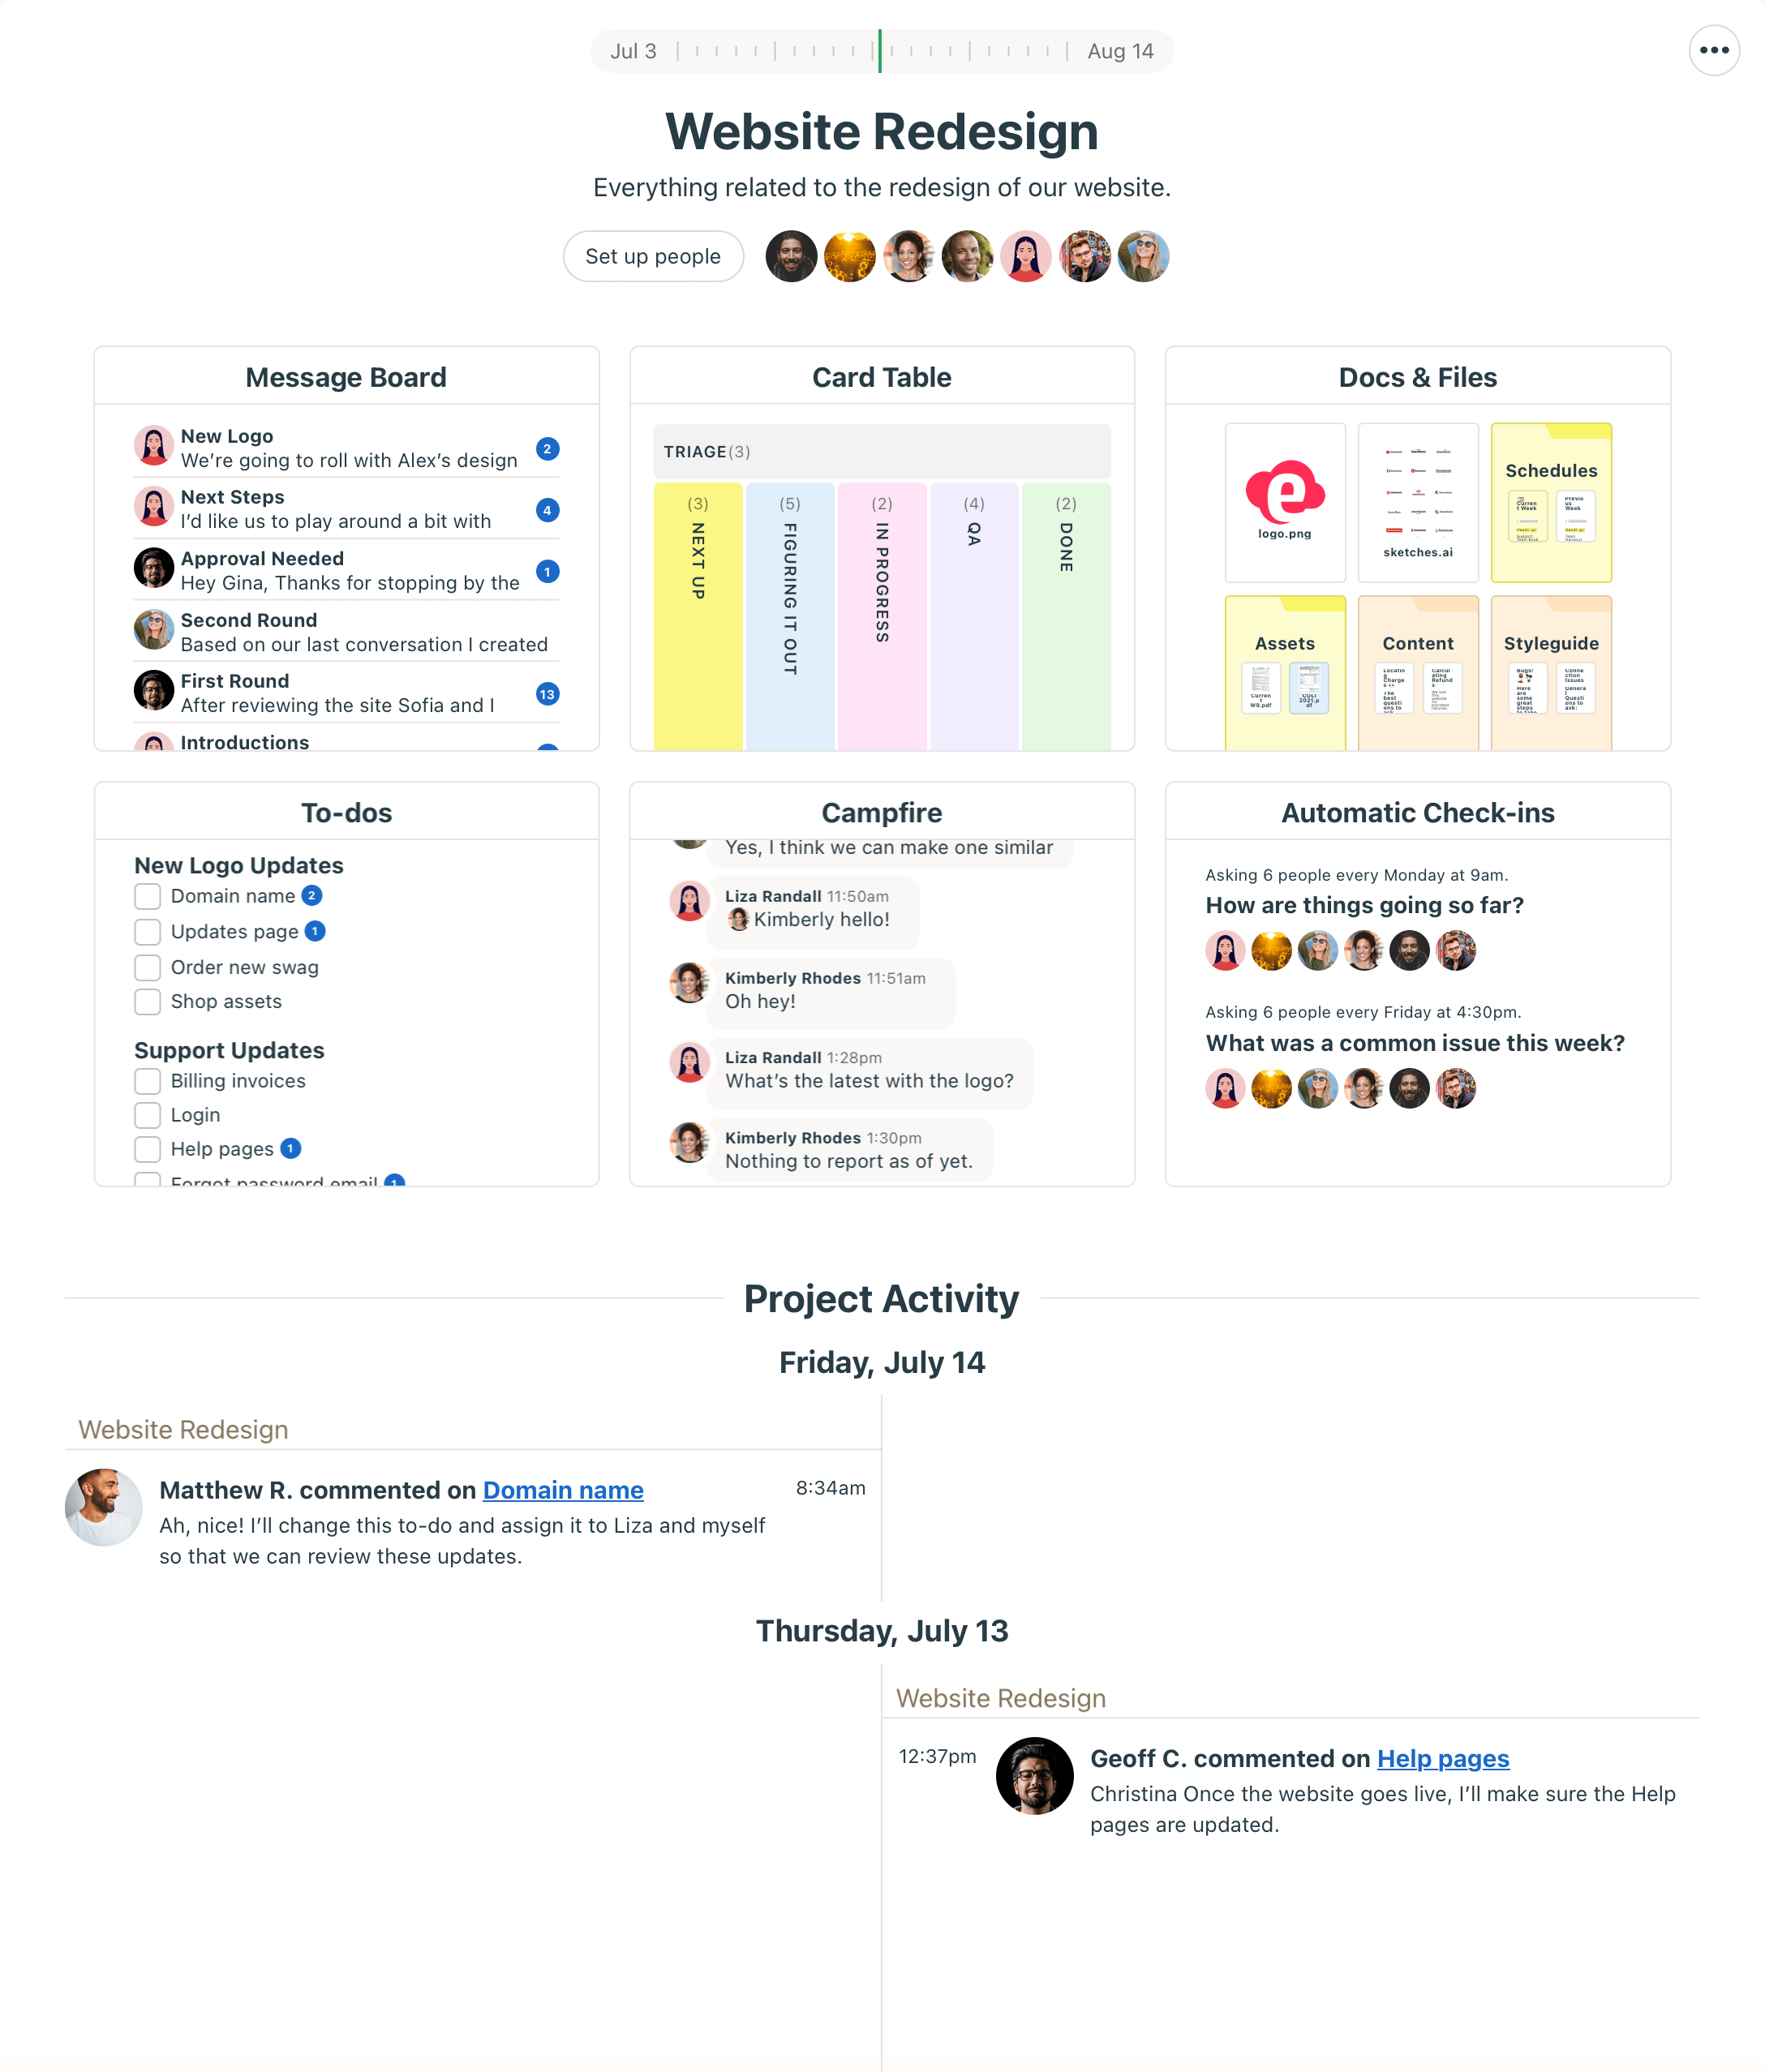 Jul 3
Aug 14
Website Redesign
Everything related to the redesign of our website.
Set up people
Message Board
New Logo
We're going to roll with Alex's design
2
Next Steps
I'd like us to play around a bit with
4
Approval Needed
Hey Gina, Thanks for stopping by the
1
Second Round
Based on our last conversation I created
First Round
After reviewing the site Sofia and I
13
Introductions
Card Table
TRIAGE(3)
(3)
NEXT UP
(5)
FIGURING IT OUT
(2)
IN PROGRESS
(4)
QA
(2)
DONE
Docs & Files
e
logo.png
sketches.ai
Schedules
Assets
Content
Styleguide
To-dos
New Logo Updates
Domain name 2
Updates page 1
Order new swag
Shop assets
Support Updates
Billing invoices
Login
Help pages 1
Forgot password email 1
Campfire
Yes, I think we can make one similar
Liza Randall 11:50am
Kimberly hello!
Kimberly Rhodes 11:51am
Oh hey!
Liza Randall 1:28pm
What's the latest with the logo?
Kimberly Rhodes 1:30pm
Nothing to report as of yet.
Automatic Check-ins
Asking 6 people every Monday at 9am.
How are things going so far?
Asking 6 people every Friday at 4:30pm.
What was a common issue this week?
Project Activity
Friday, July 14
Website Redesign
Matthew R. commented on Domain name
8:34am
Ah, nice! I'll change this to-do and assign it to Liza and myself
so that we can review these updates.
Thursday, July 13
Website Redesign
12:37pm
Geoff C. commented on Help pages
Christina Once the website goes live, I'll make sure the Help
pages are updated.